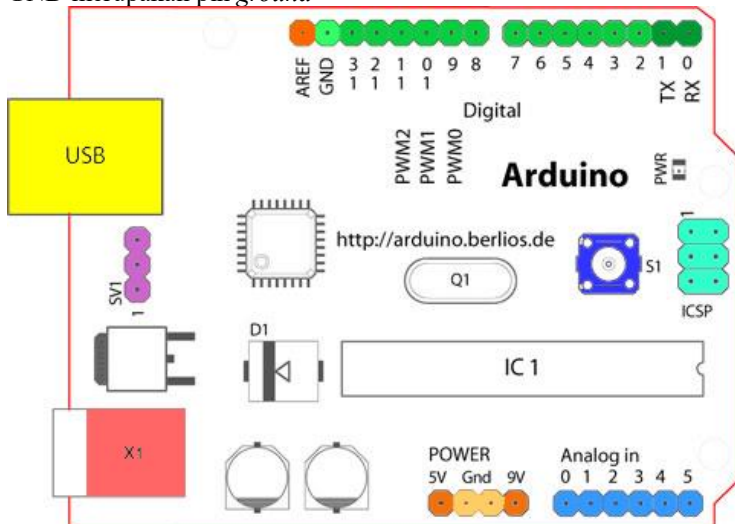 AREF
GND
13
12
11
10
9
8
7
6
5
4
3
2
1
0
TX
RX
Digital
PWM2
PWM1
PWM0
Arduino
PWR
USB
http://arduino.berlios.de
1
SV1
1
Q1
S1
ICSP
D1
IC 1
X1
POWER
5V Gnd 9V
Analog in
0 1 2 3 4 5